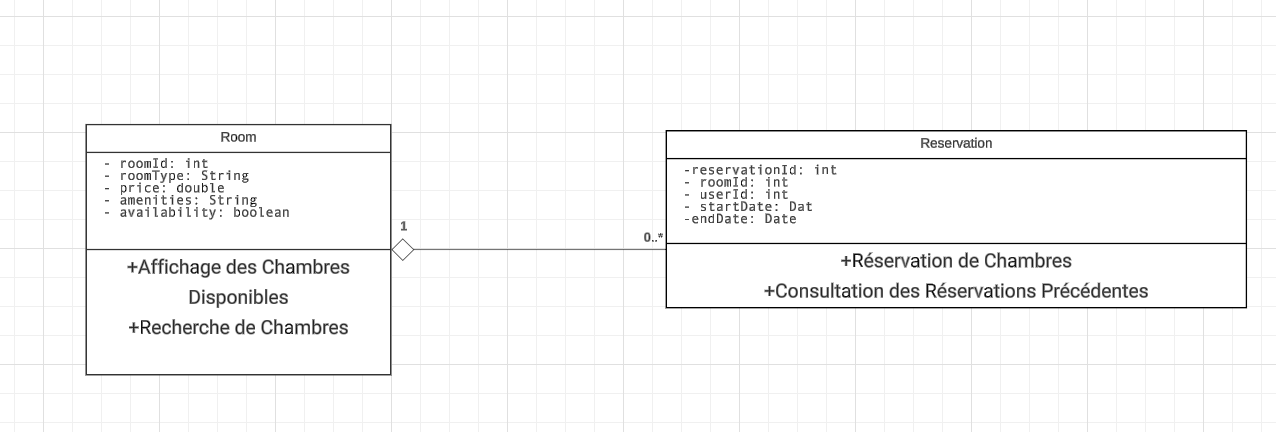 Room
- roomId: int
- roomType: String
- price: double
- amenities: String
- availability: boolean
+Affichage des Chambres
Disponibles
+Recherche de Chambres
1
0..*
Reservation
-reservationId: int
- roomId: int
- userId: int
- startDate: Dat
-endDate: Date
+Réservation de Chambres
+Consultation des Réservations Précédentes